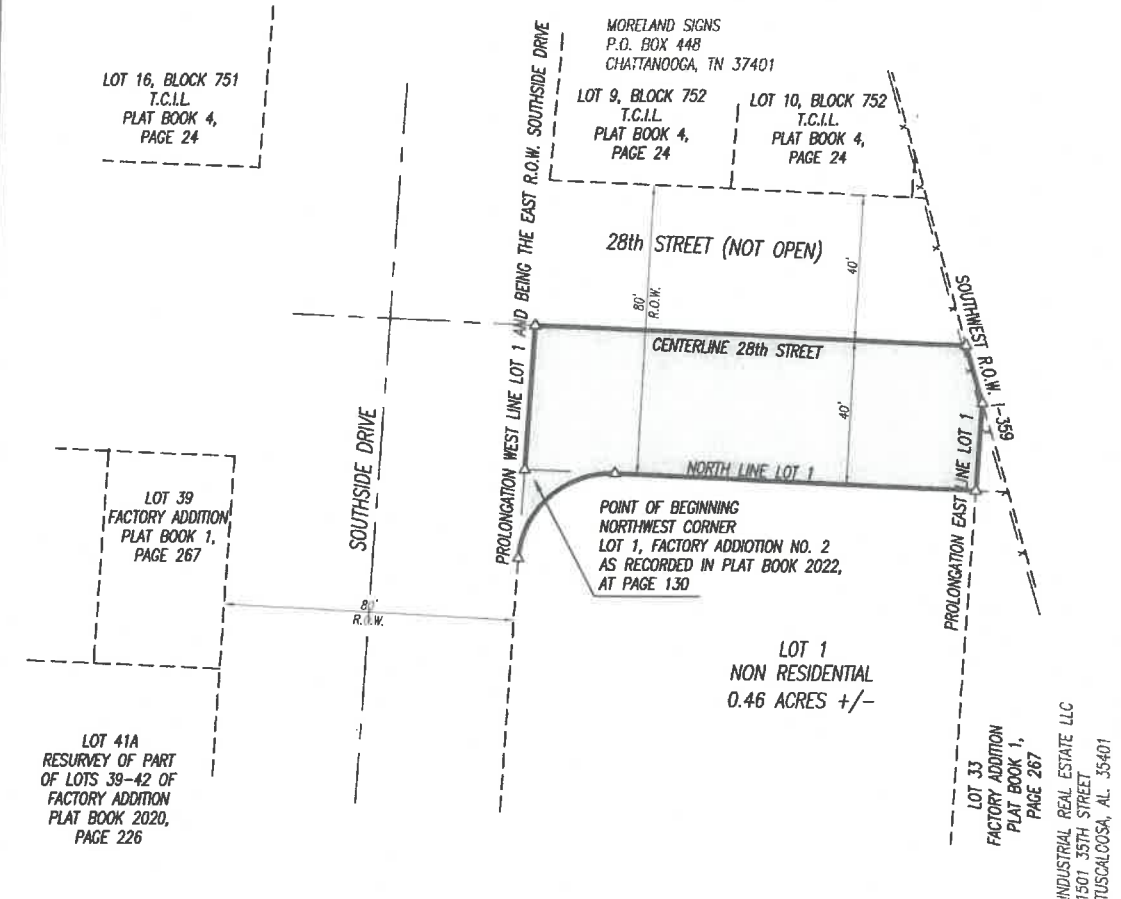 MORELAND SIGNS
P.O. BOX 448
CHATTANOOGA, TN 37401
LOT 16, BLOCK 751
T.C.I.L.
PLAT BOOK 4,
PAGE 24
LOT 9, BLOCK 752
T.C.I.L.
PLAT BOOK 4,
PAGE 24
LOT 10, BLOCK 752
T.C.I.L.
PLAT BOOK 4,
PAGE 24
PROLONGATION WEST LINE LOT 1 AND BEING THE EAST R.O.W. SOUTHSIDE DRIVE
28th STREET (NOT OPEN)
40'
80'
R.O.W.
SOUTHWEST R.O.W. I-359
CENTERLINE 28th STREET
40'
SOUTHSIDE DRIVE
NORTH LINE LOT 1
PROLONGATION EAST LINE LOT 1
LOT 39
FACTORY ADDITION
PLAT BOOK 1,
PAGE 267
POINT OF BEGINNING
NORTHWEST CORNER
LOT 1, FACTORY ADDIOTION NO. 2
AS RECORDED IN PLAT BOOK 2022,
AT PAGE 130
80'
R.O.W.
LOT 1
NON RESIDENTIAL
0.46 ACRES +/-
LOT 41A
RESURVEY OF PART
OF LOTS 39-42 OF
FACTORY ADDITION
PLAT BOOK 2020,
PAGE 226
LOT 33
FACTORY ADDITION
PLAT BOOK 1,
PAGE 267
INDUSTRIAL REAL ESTATE LLC
1501 35TH STREET
TUSCALOOSA, AL. 35401